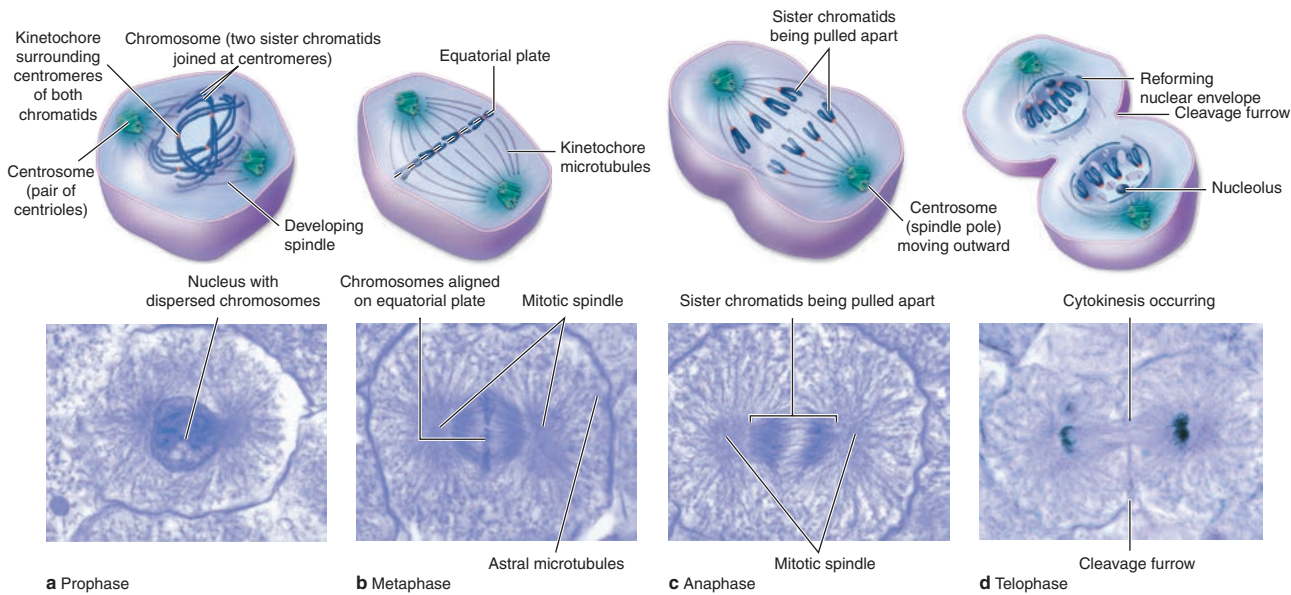 Kinetochore
surrounding
centromeres
of both
chromatids
Chromosome (two sister chromatids
joined at centromeres)
Centrosome
(pair of
centrioles)
Developing
spindle
Equatorial plate
Kinetochore
microtubules
Sister chromatids
being pulled apart
Centrosome
(spindle pole)
moving outward
Reforming
nuclear envelope
Cleavage furrow
Nucleolus
Nucleus with
dispersed chromosomes
Chromosomes aligned
on equatorial plate
Mitotic spindle
Astral microtubules
Sister chromatids being pulled apart
Mitotic spindle
Cytokinesis occurring
Cleavage furrow
a Prophase
b Metaphase
c Anaphase
d Telophase